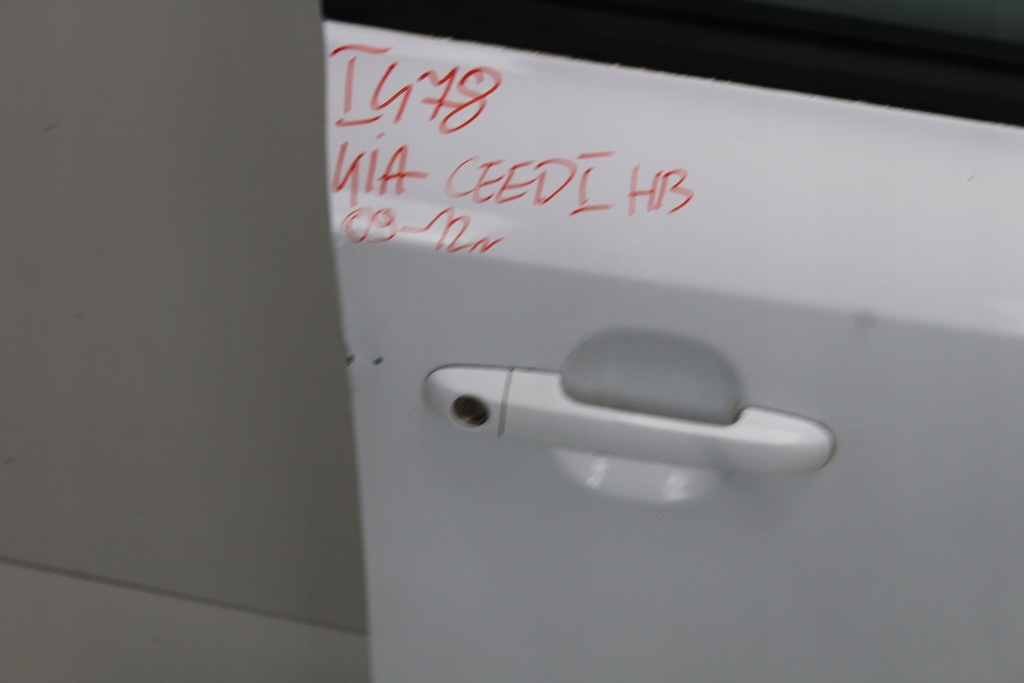 I478
KIA CEED I HB
09-12r